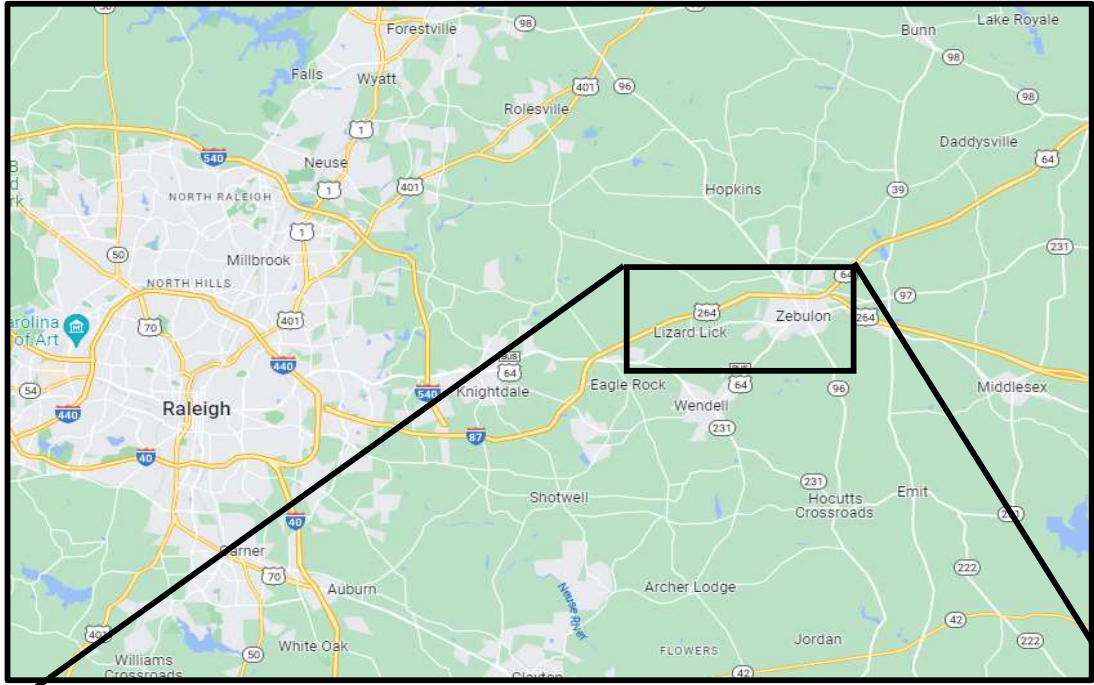 50
98
Forestville
Bunn
Lake Royale
98
Falls
Wyatt
401
96
98
Rolesville
1
Daddysville
540
Neuse
64
NORTH RALEIGH
1
401
Hopkins
39
1
50
Millbrook
231
64
NORTH HILLS
97
264
Zebulon
264
70
401
Lizard Lick
of Art
BUS
64
440
Eagle Rock
64
54
540
Knightdale
96
Middlesex
Wendell
440
Raleigh
87
231
40
231
Emit
Hocutts
Crossroads
Shotwell
40
Garner
222
70
Auburn
Archer Lodge
Neuse
River
42
401
White Oak
Jordan
222
50
FLOWERS
Williams
Crossroads
42
Clayton